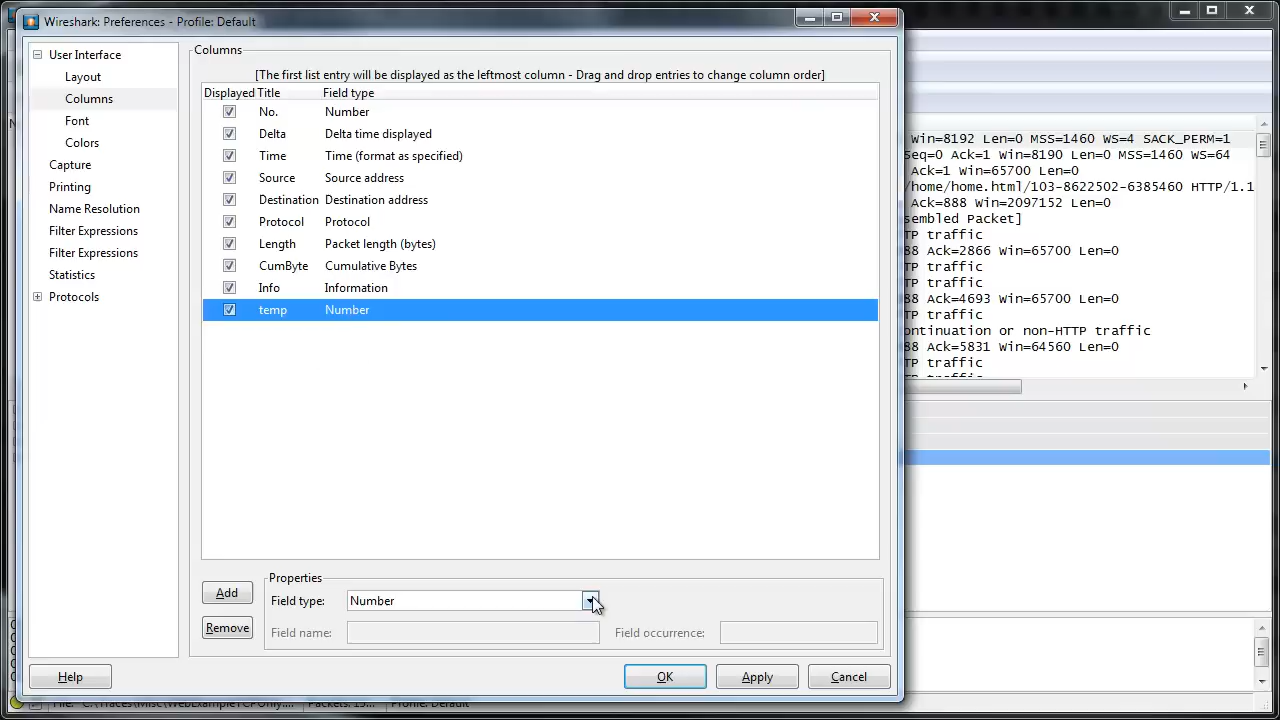 Wireshark: Preferences - Profile: Default
User Interface
Layout
Columns
Font
Colors
Capture
Printing
Name Resolution
Filter Expressions
Filter Expressions
Statistics
Protocols
Columns
[The first list entry will be displayed as the leftmost column - Drag and drop entries to change column order]
Displayed Title Field type
No. Number
Delta Delta time displayed
Time Time (format as specified)
Source Source address
Destination Destination address
Protocol Protocol
Length Packet length (bytes)
CumByte Cumulative Bytes
Info Information
temp Number
Add
Remove
Properties
Field type: Number
Field name:
Field occurrence:
Help
OK
Apply
Cancel
Win=8192 Len=0 MSS=1460 WS=4 SACK_PERM=1
Seq=0 Ack=1 Win=8190 Len=0 MSS=1460 WS=64
Ack=1 Win=65700 Len=0
/home/home.html/103-8622502-6385460 HTTP/1.1
Ack=888 Win=2097152 Len=0
sembled Packet]
TP traffic
88 Ack=2866 Win=65700 Len=0
TP traffic
TP traffic
88 Ack=4693 Win=65700 Len=0
TP traffic
ontinuation or non-HTTP traffic
88 Ack=5831 Win=64560 Len=0
TP traffic
Profile: Default